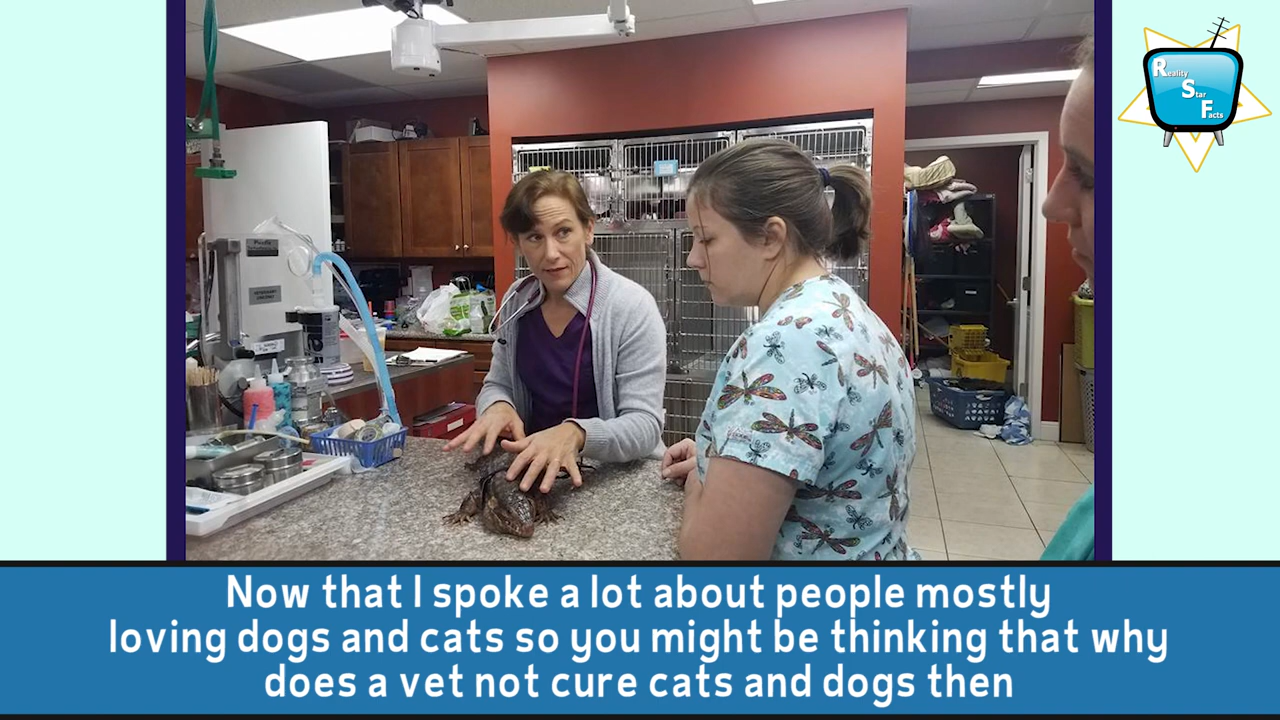 Reality
Star
Facts
Now that I spoke a lot about people mostly
loving dogs and cats so you might be thinking that why
does a vet not cure cats and dogs then